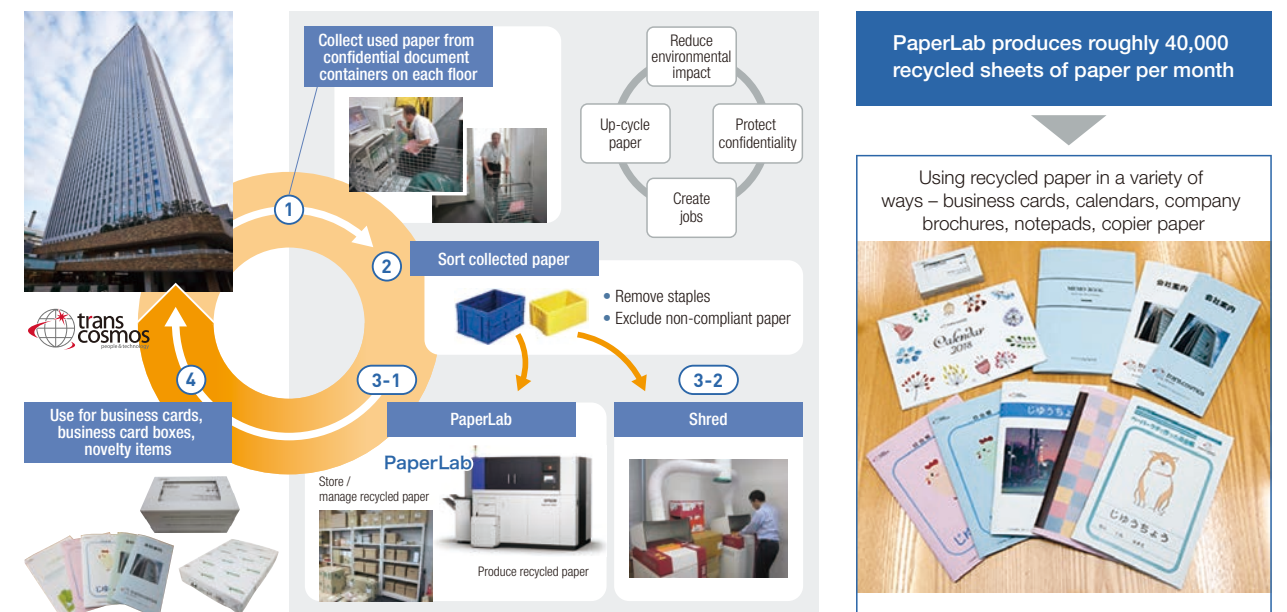 Collect used paper from
confidential document
containers on each floor
Reduce
environmental
impact
Up-cycle
paper
Protect
confidentiality
Create
jobs
1
2
Sort collected paper
• Remove staples
• Exclude non-compliant paper
trans
cosmos
people & technology
4
3-1
3-2
Use for business cards,
business card boxes,
novelty items
PaperLab
PaperLab
Store /
manage recycled paper
EPSON
Produce recycled paper
Shred
PaperLab produces roughly 40,000
recycled sheets of paper per month
Using recycled paper in a variety of
ways – business cards, calendars, company
brochures, notepads, copier paper
MEMO BOOK
会社案内
会社案内
Calendar
2018
trans cosmos
じゆうちょ
じゆうちょう